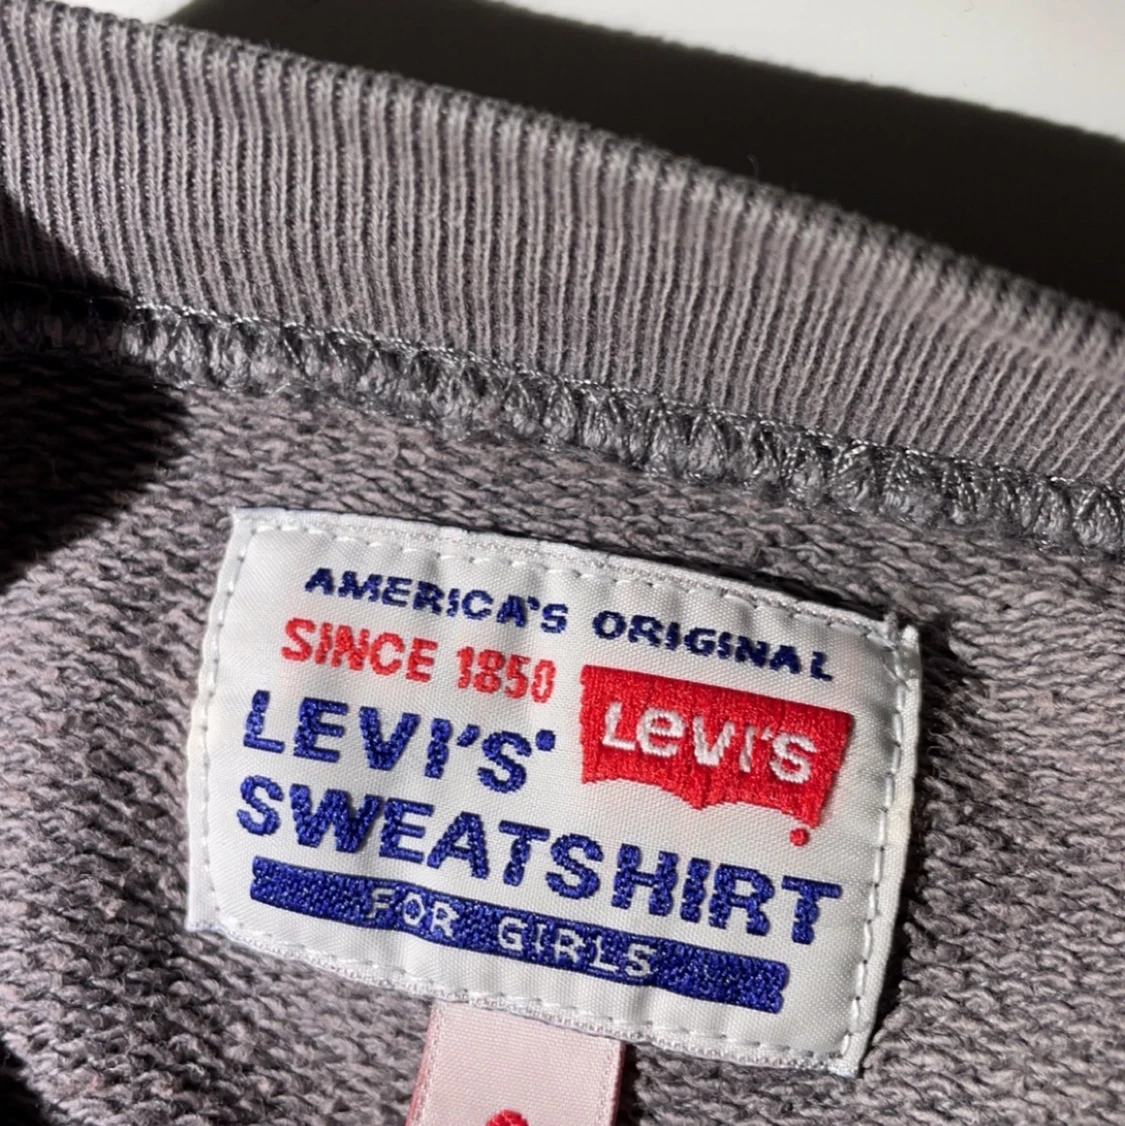 AMERICA'S ORIGINAL
SINCE 1850
Levi's
LEVI'S
SWEATSHIRT
FOR GIRLS